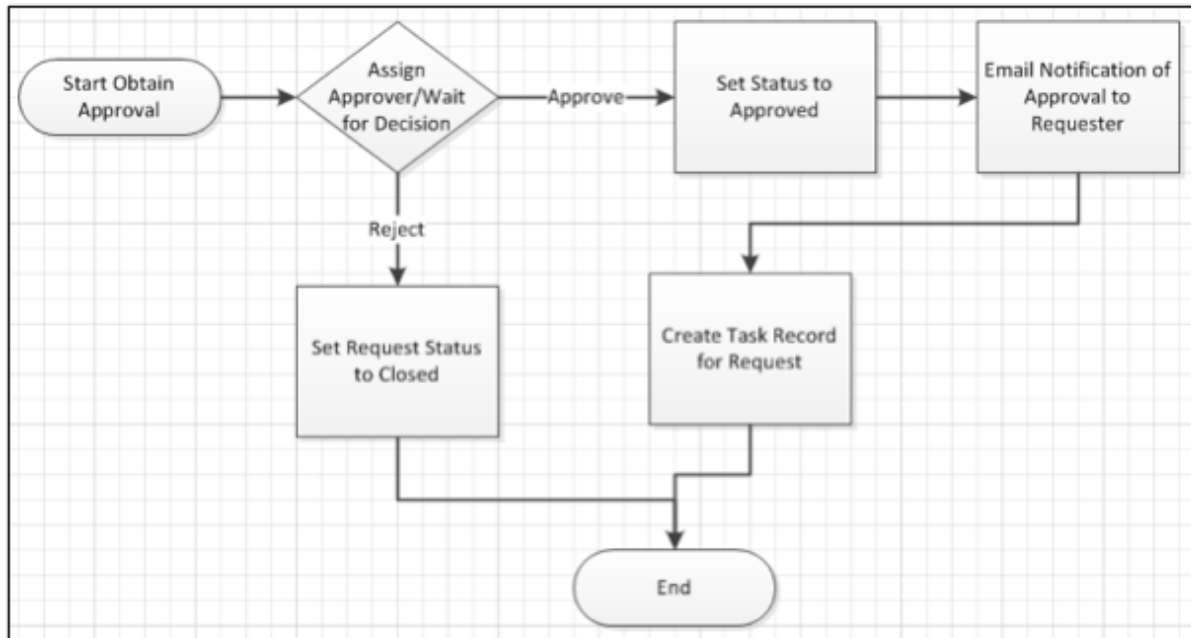 Start Obtain
Approval
Assign
Approver/Wait
for Decision
Approve
Set Status to
Approved
Email Notification of
Approval to
Requester
Reject
Set Request Status
to Closed
Create Task Record
for Request
End